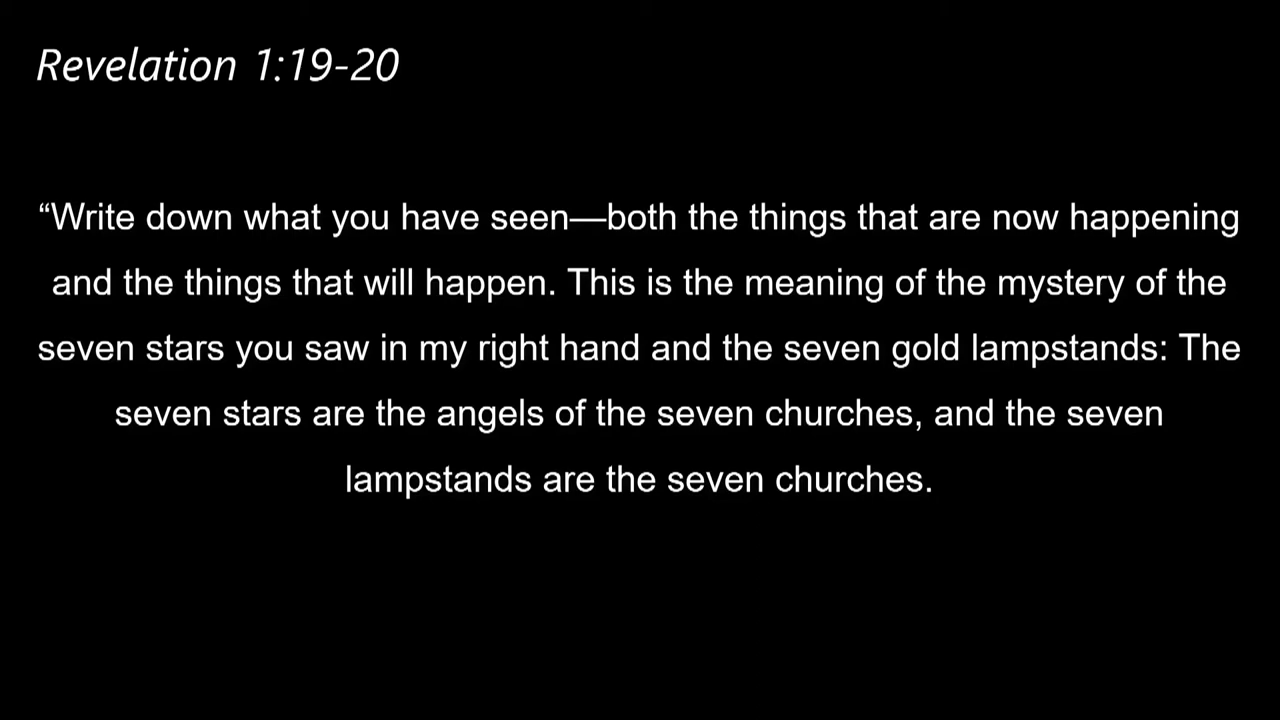 Revelation 1:19-20
“Write down what you have seen—both the things that are now happening
and the things that will happen. This is the meaning of the mystery of the
seven stars you saw in my right hand and the seven gold lampstands: The
seven stars are the angels of the seven churches, and the seven
lampstands are the seven churches.